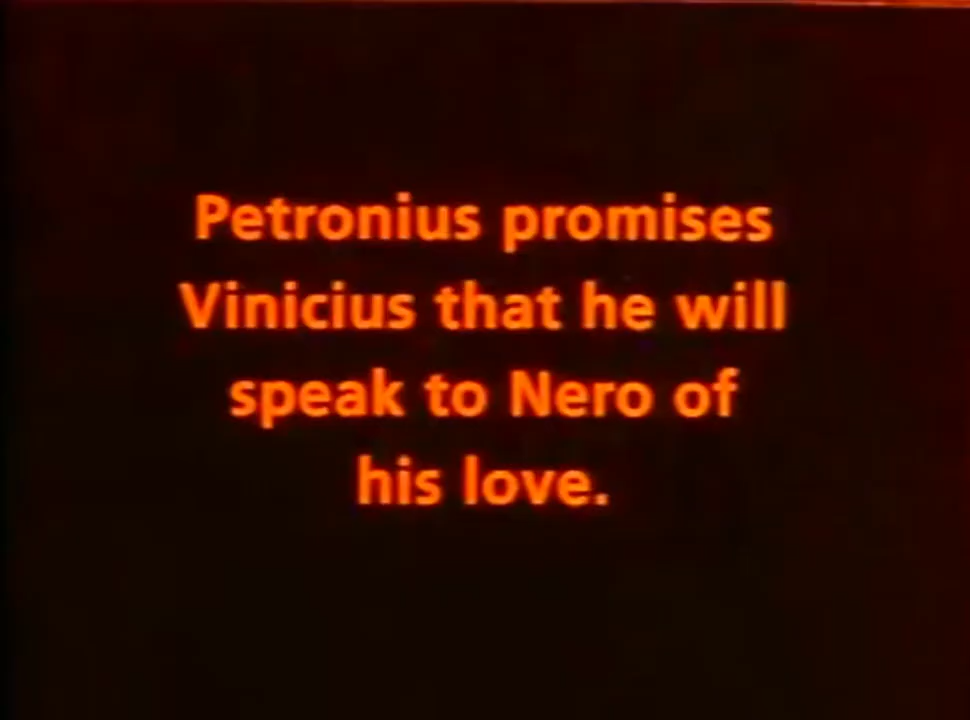 Petronius promises
Vinicius that he will
speak to Nero of
his love.